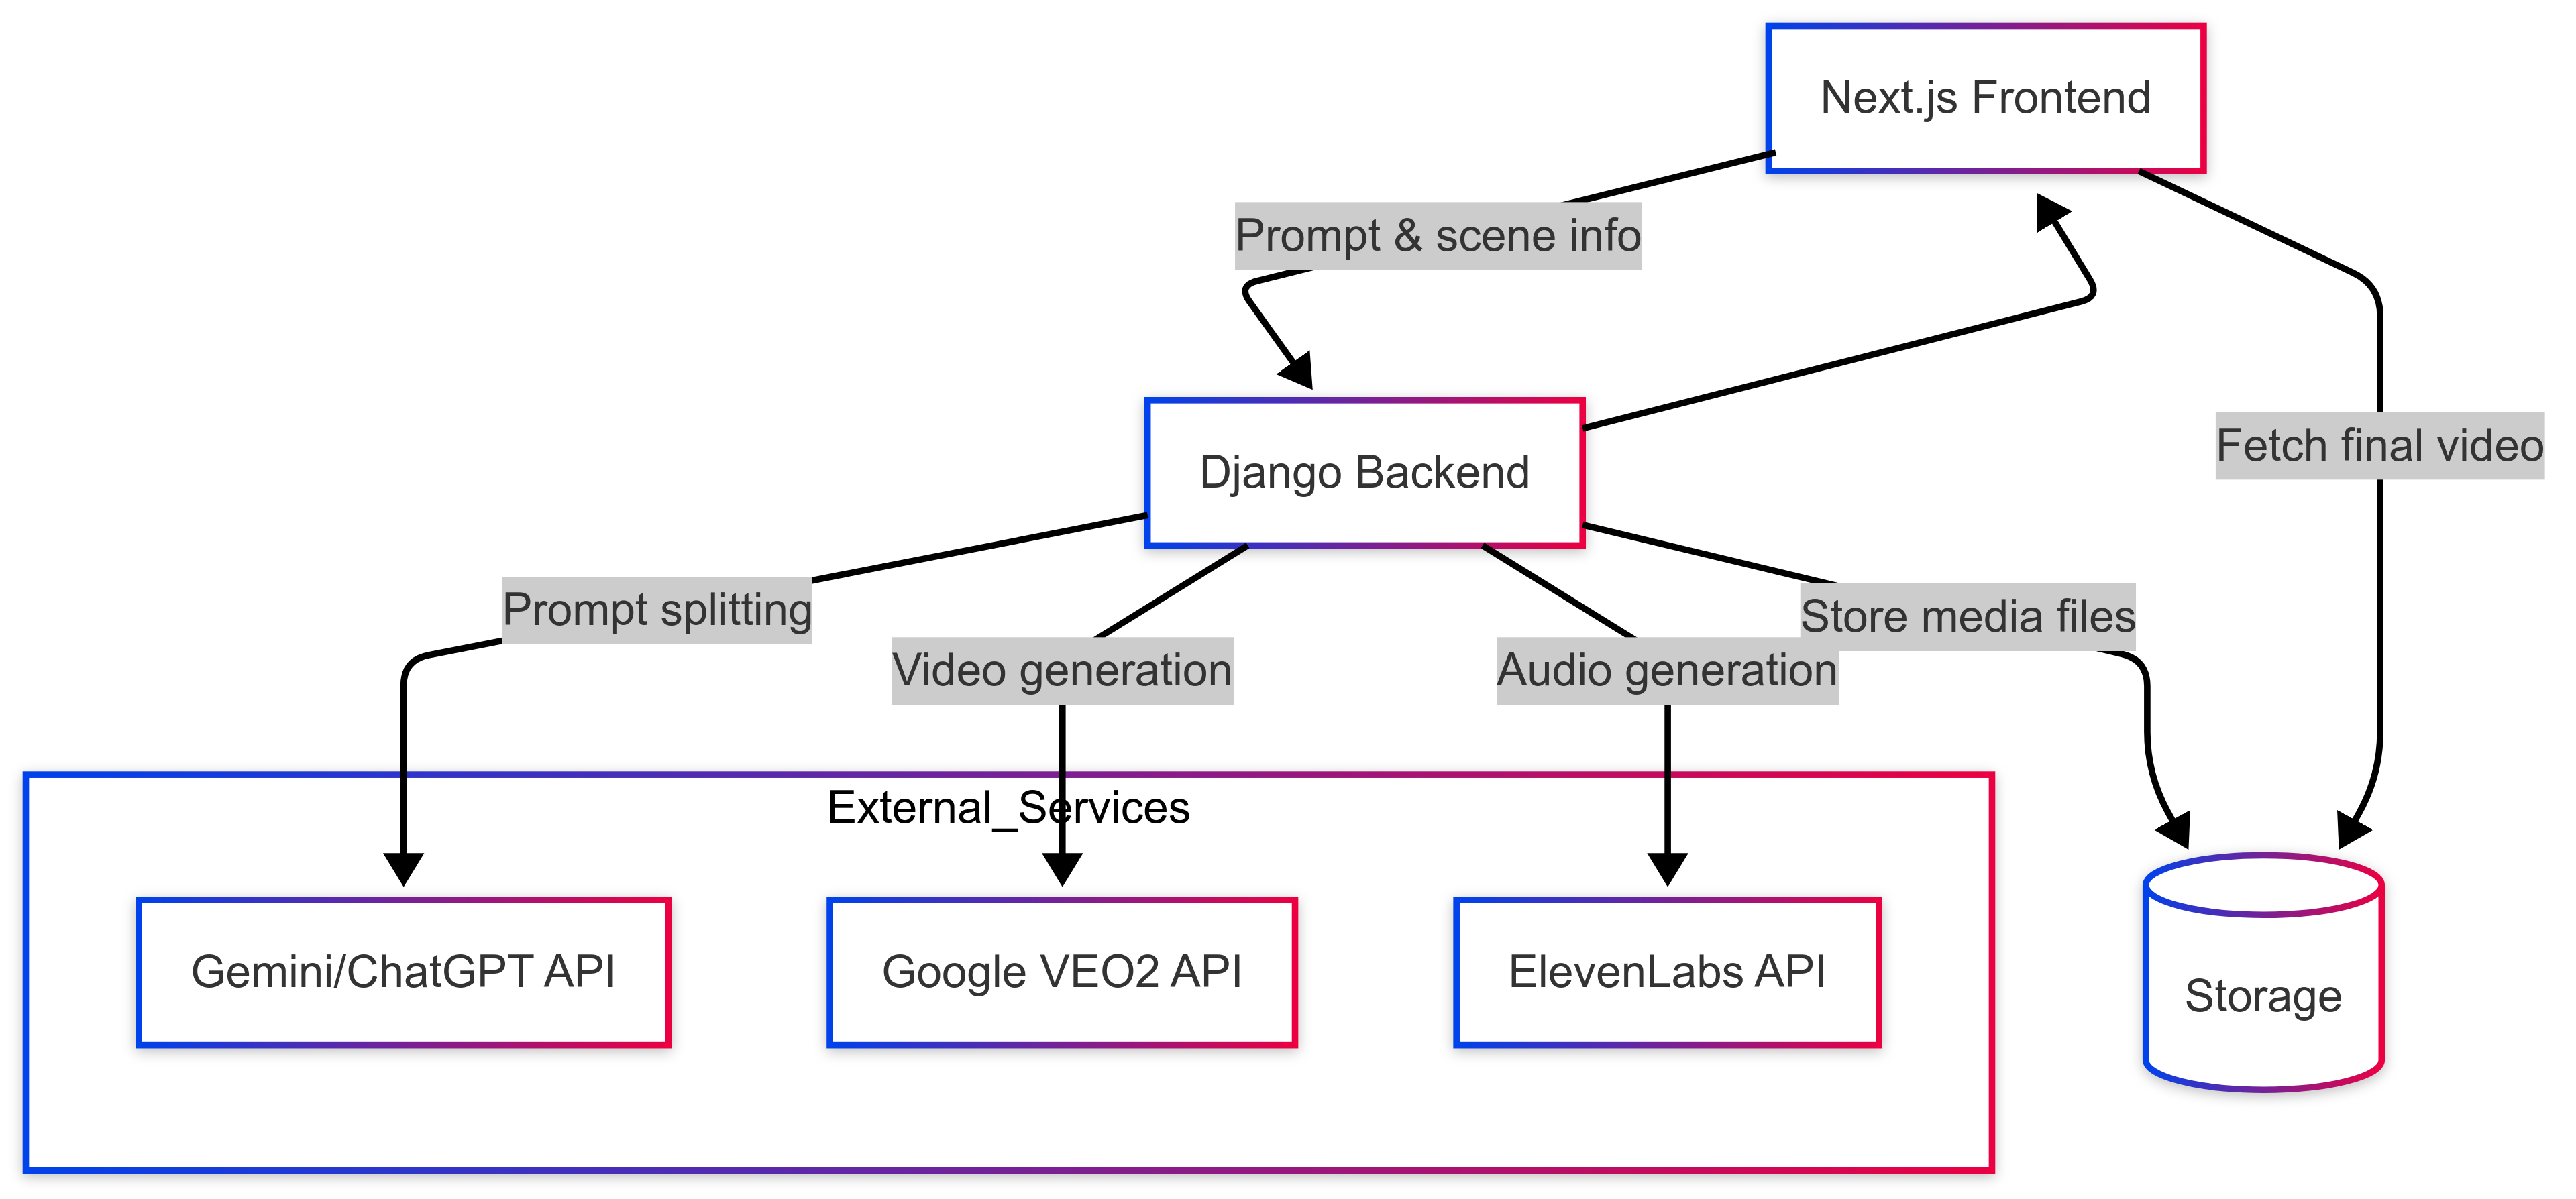 Next.js Frontend
Prompt & scene info
Fetch final video
Django Backend
Prompt splitting
Store media files
Video generation
Audio generation
External_Services
Gemini/ChatGPT API
Google VEO2 API
ElevenLabs API
Storage